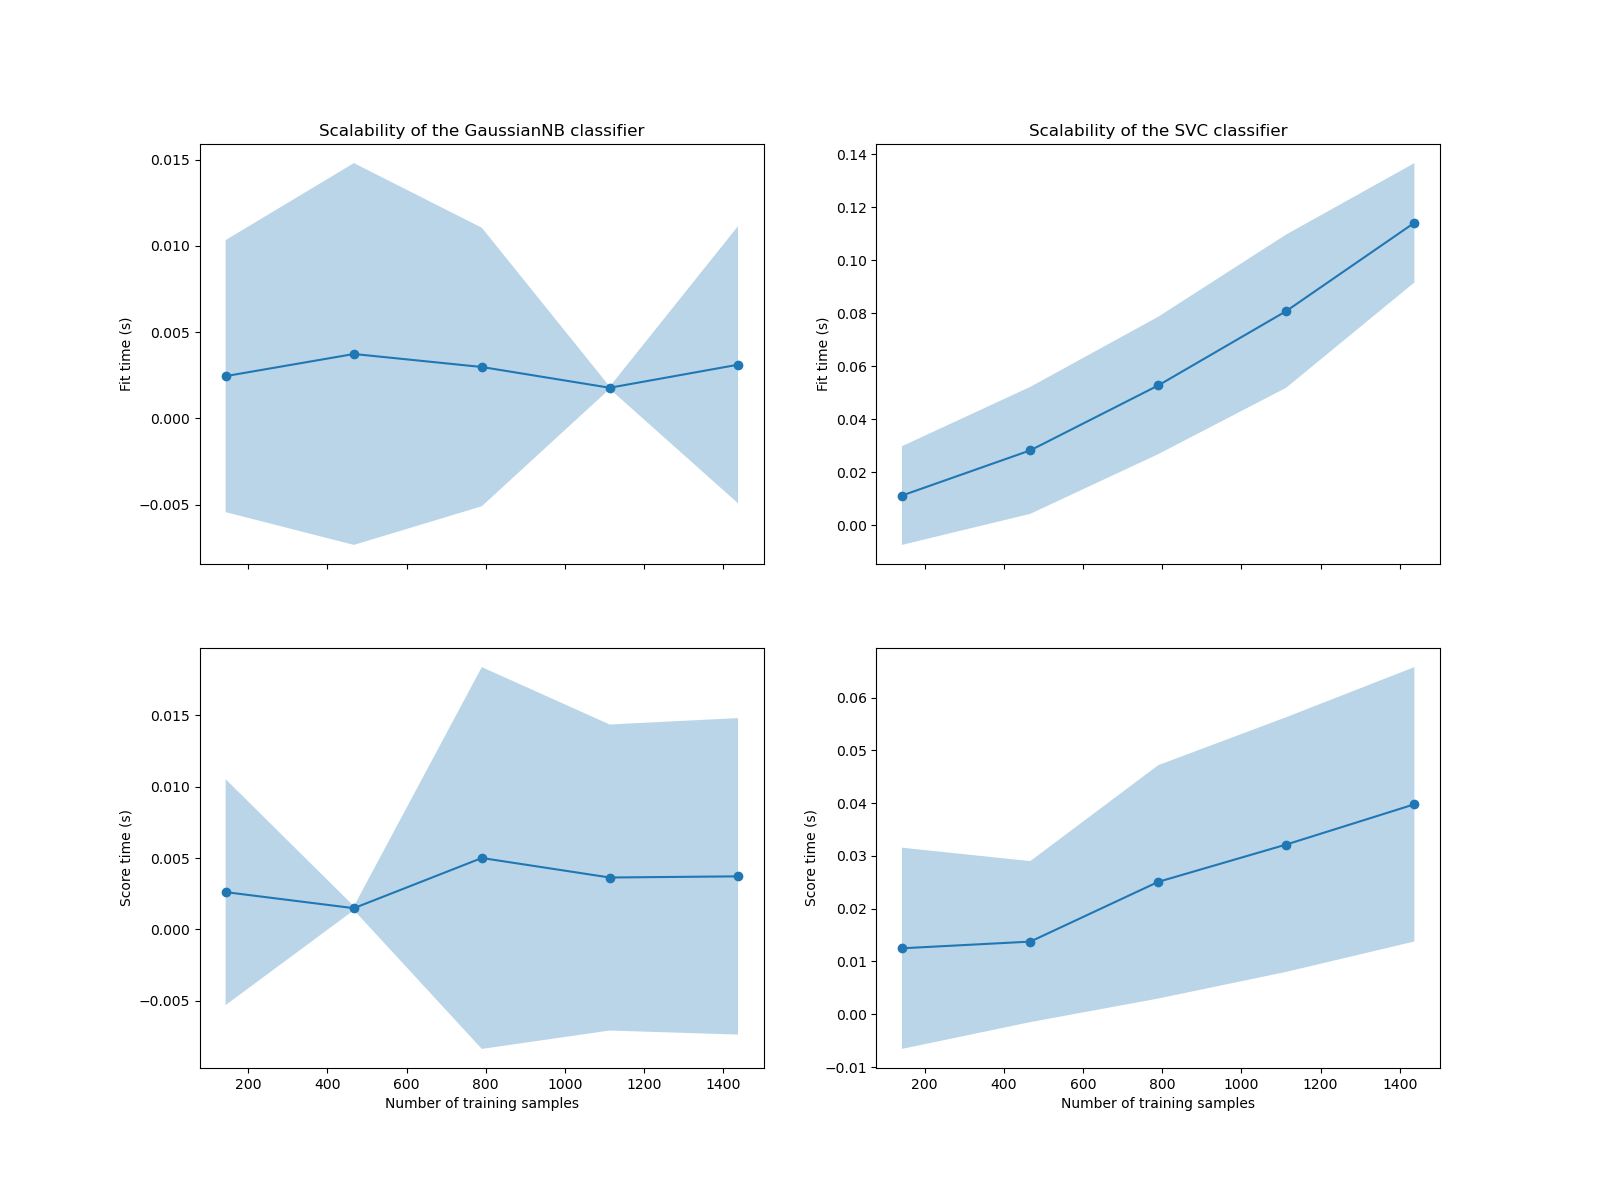 Scalability of the GaussianNB classifier
0.015
0.010
0.005
0.000
−0.005
Fit time (s)
Scalability of the SVC classifier
0.14
0.12
0.10
0.08
0.06
0.04
0.02
0.00
Fit time (s)
0.015
0.010
0.005
0.000
−0.005
Score time (s)
200 400 600 800 1000 1200 1400
Number of training samples
0.06
0.05
0.04
0.03
0.02
0.01
0.00
−0.01
Score time (s)
200 400 600 800 1000 1200 1400
Number of training samples